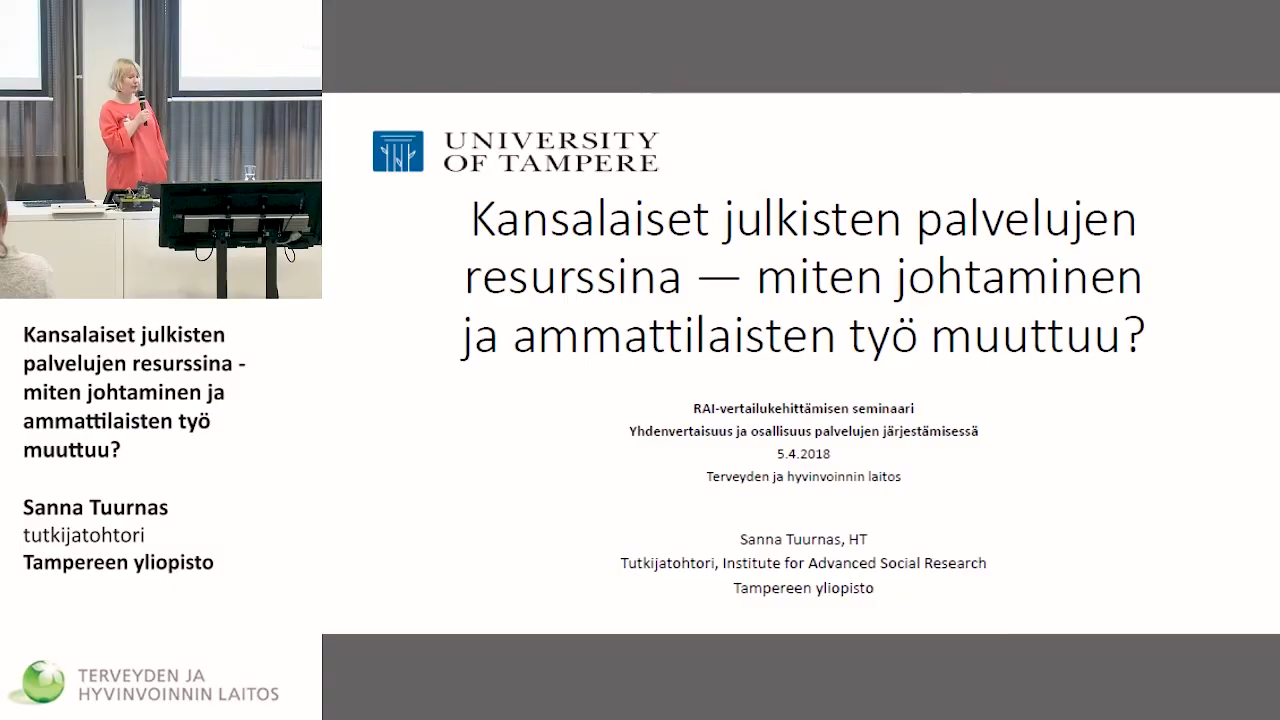 Kansalaiset julkisten
palvelujen resurssina -
miten johtaminen ja
ammattilaisten työ
muuttuu?
Sanna Tuurnas
tutkijatohtori
Tampereen yliopisto
TERVEYDEN JA
HYVINVOINNIN LAITOS
UNIVERSITY
OF TAMPERE
Kansalaiset julkisten palvelujen
resurssina — miten johtaminen
ja ammattilaisten työ muuttuu?
RAI-vertailukehittämisen seminaari
Yhdenvertaisuus ja osallisuus palvelujen järjestämisessä
5.4.2018
Terveyden ja hyvinvoinnin laitos
Sanna Tuurnas, HT
Tutkijatohtori, Institute for Advanced Social Research
Tampereen yliopisto